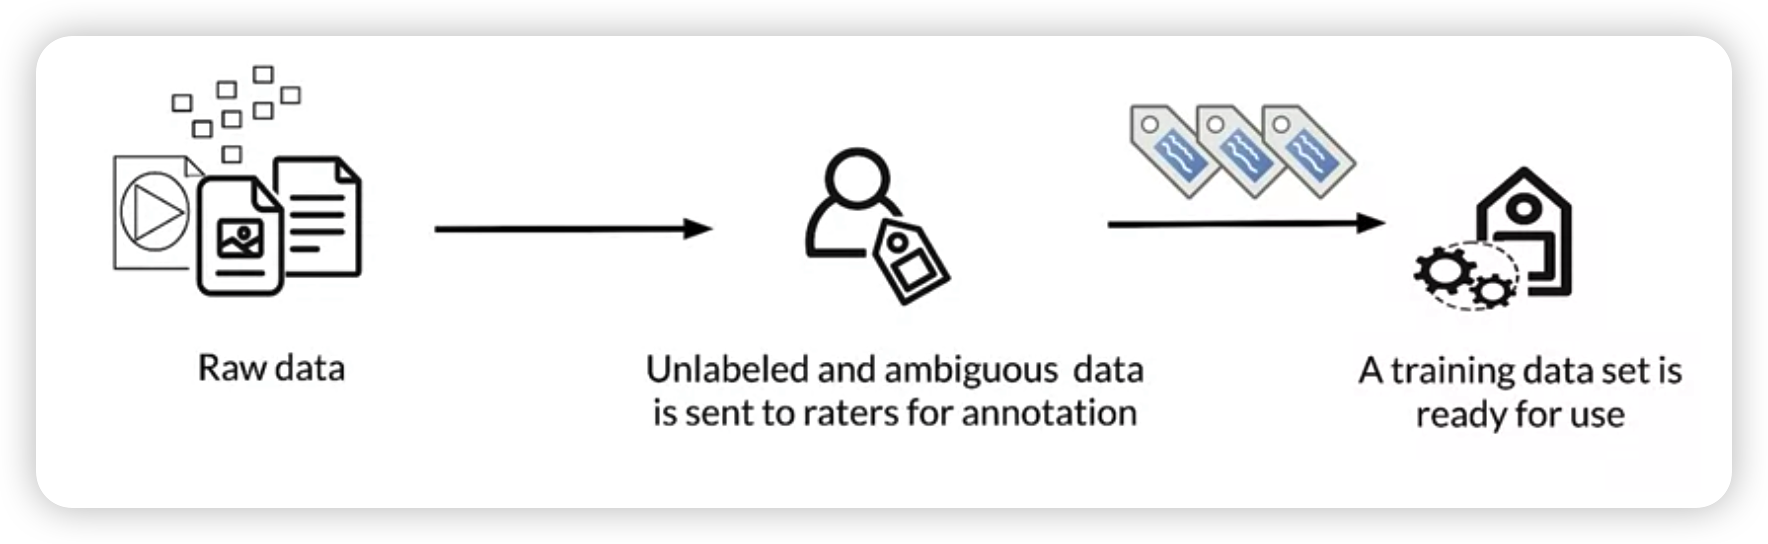 Raw data
Unlabeled and ambiguous data
is sent to raters for annotation
A training data set is
ready for use